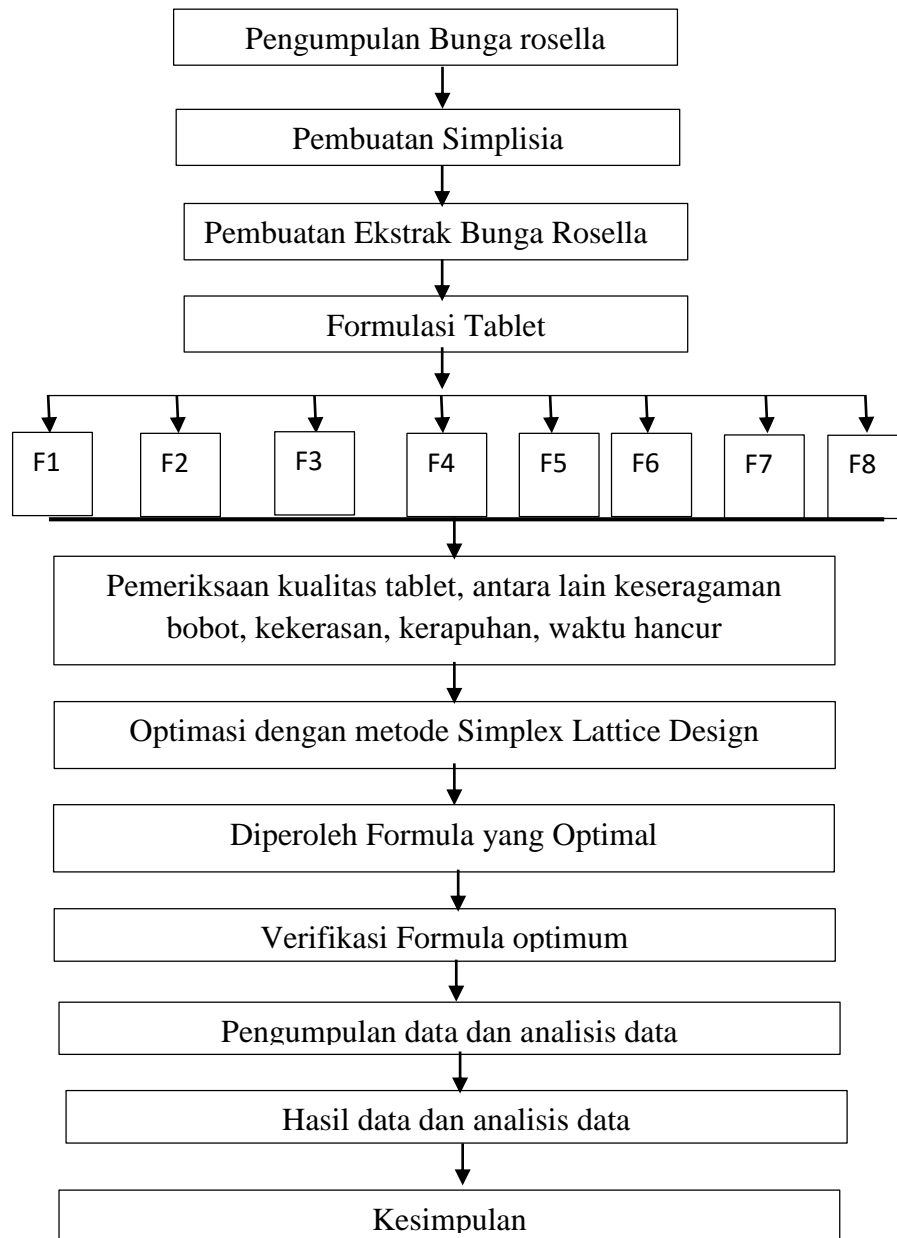 Pengumpulan Bunga rosella
Pembuatan Simplisia
Pembuatan Ekstrak Bunga Rosella
Formulasi Tablet
F1 F2 F3 F4 F5 F6 F7 F8
Pemeriksaan kualitas tablet, antara lain keseragaman
bobot, kekerasan, kerapuhan, waktu hancur
Optimasi dengan metode Simplex Lattice Design
Diperoleh Formula yang Optimal
Verifikasi Formula optimum
Pengumpulan data dan analisis data
Hasil data dan analisis data
Kesimpulan